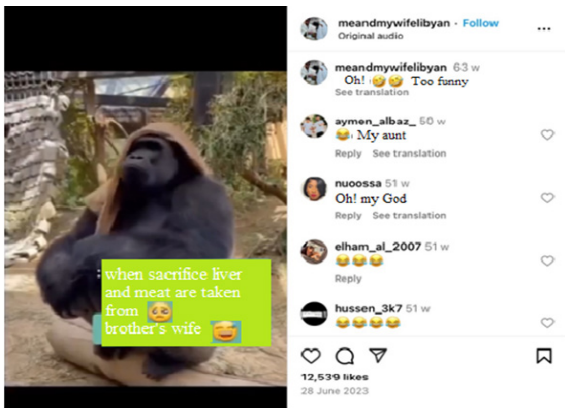 when sacrifice liver
and meat are taken
from 🥺
brother's wife 😅
meandmywifelibyan · Follow
Original audio
meandmywifelibyan 63 w
Oh! 🤣🤣 Too funny
See translation
aymen_albaz_ 50 w
😂 My aunt
Reply See translation
nuoossa 51 w
Oh! my God
Reply See translation
elham_al_2007 51 w
😂😂😂
Reply
hussen_3k7 51 w
😂😂😂😂
12,539 likes
28 June 2023